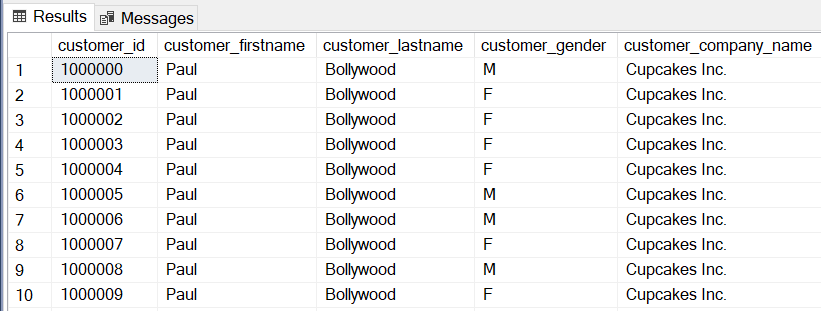 Results Messages
customer_id customer_firstname customer_lastname customer_gender customer_company_name
1 1000000 Paul Bollywood M Cupcakes Inc.
2 1000001 Paul Bollywood F Cupcakes Inc.
3 1000002 Paul Bollywood F Cupcakes Inc.
4 1000003 Paul Bollywood F Cupcakes Inc.
5 1000004 Paul Bollywood F Cupcakes Inc.
6 1000005 Paul Bollywood M Cupcakes Inc.
7 1000006 Paul Bollywood M Cupcakes Inc.
8 1000007 Paul Bollywood F Cupcakes Inc.
9 1000008 Paul Bollywood M Cupcakes Inc.
10 1000009 Paul Bollywood F Cupcakes Inc.